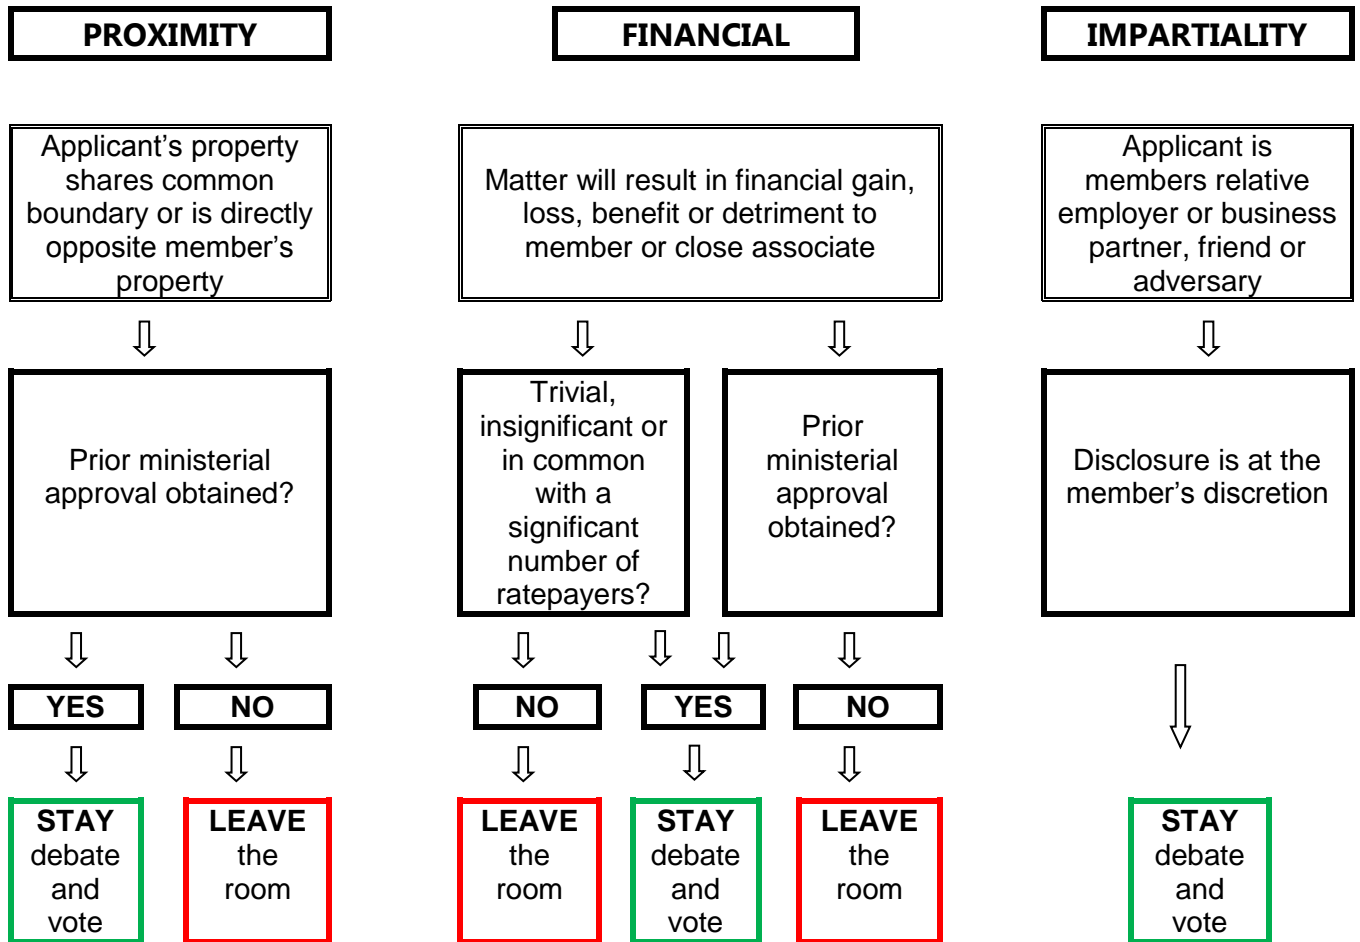 PROXIMITY
FINANCIAL
IMPARTIALITY
Applicant’s property
shares common
boundary or is directly
opposite member’s
property
Matter will result in financial gain,
loss, benefit or detriment to
member or close associate
Applicant is
members relative
employer or business
partner, friend or
adversary
Prior ministerial
approval obtained?
Trivial,
insignificant or
in common
with a
significant
number of
ratepayers?
Prior
ministerial
approval
obtained?
Disclosure is at the
member’s discretion
YES
NO
NO
YES
NO
STAY
debate
and
vote
LEAVE
the
room
LEAVE
the
room
STAY
debate
and
vote
LEAVE
the
room
STAY
debate
and
vote